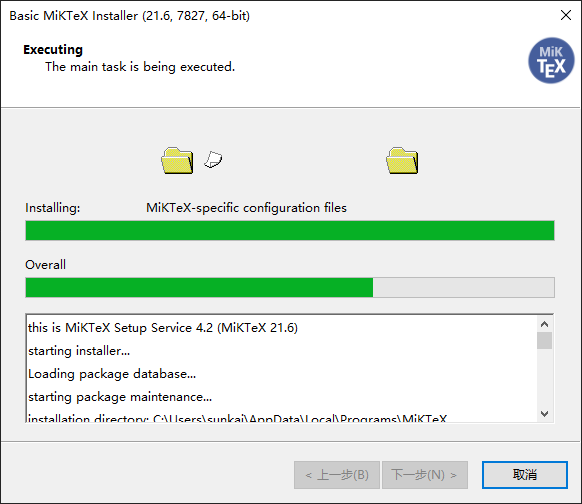 Basic MiKTeX Installer (21.6, 7827, 64-bit)
Executing
The main task is being executed.
MiK
TEX
Installing: MiKTeX-specific configuration files
Overall
this is MiKTeX Setup Service 4.2 (MiKTeX 21.6)
starting installer...
Loading package database...
starting package maintenance...
installation directory: C:\Users\sunkai\AppData\Local\Programs\MiKTeX
< 上一步(B)
下一步(N) >
取消